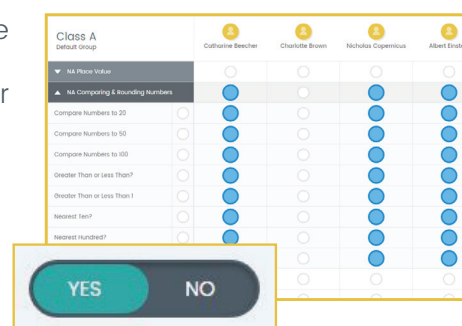 e
r
Class A
Default Group
Catharine Beecher
Charlotte Brown
Nicholas Copernicus
Albert Einste
NA Place Value
NA Comparing & Rounding Numbers
Compare Numbers to 20
Compare Numbers to 50
Compare Numbers to 100
Greater Than or Less Than?
Greater Than or Less Than 1
Nearest Ten?
Nearest Hundred?
YES NO